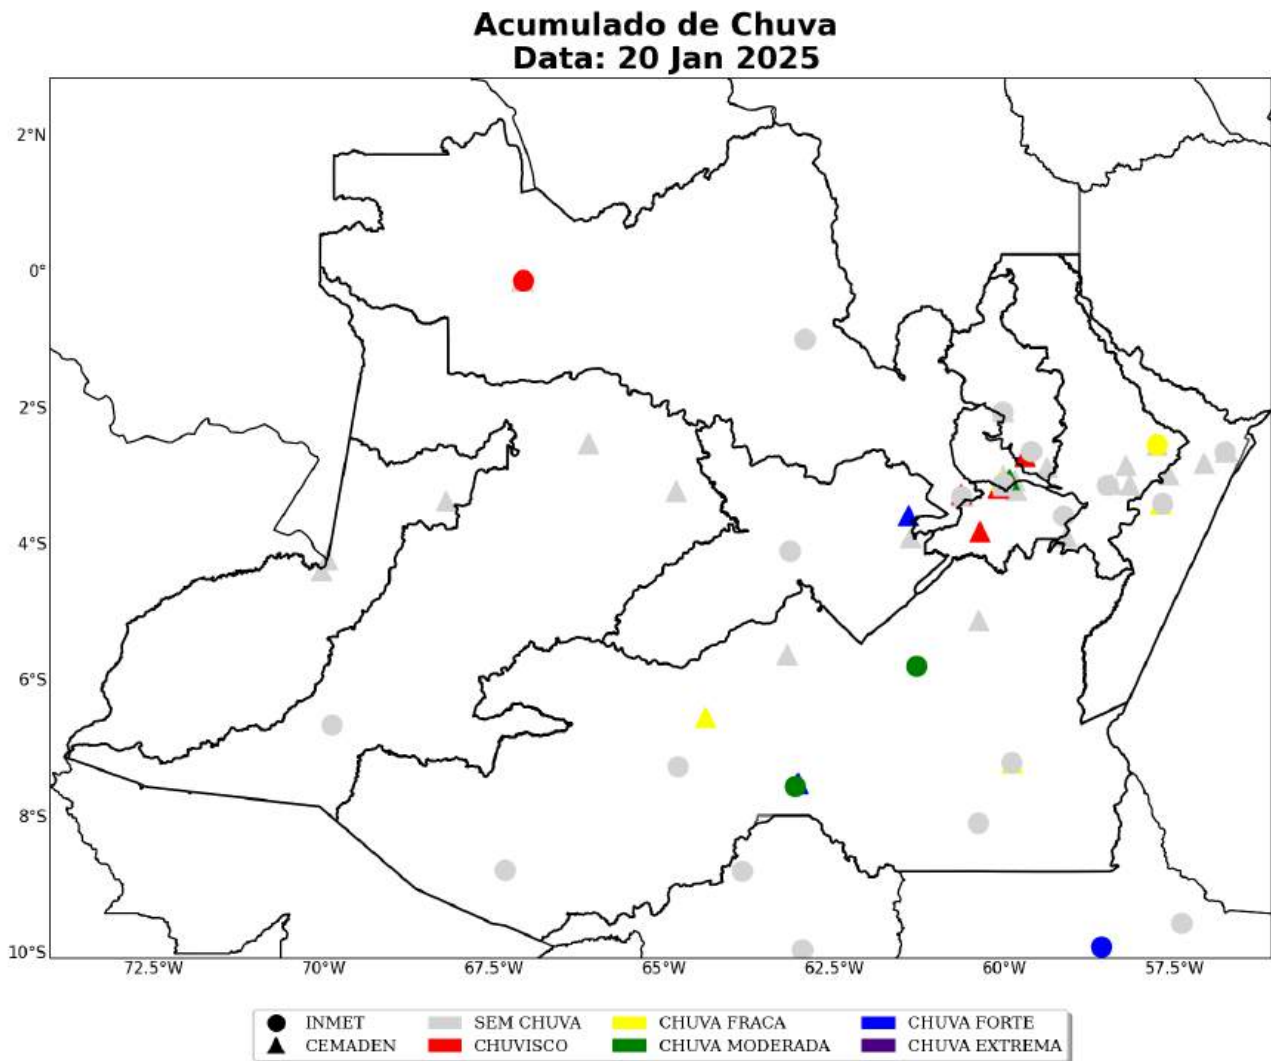 Acumulado de Chuva
Data: 20 Jan 2025
2°N
0°
2°S
4°S
6°S
8°S
10°S
72.5°W 70°W 67.5°W 65°W 62.5°W 60°W 57.5°W
INMET SEM CHUVA CHUVA FRACA CHUVA FORTE
CEMADEN CHUVISCO CHUVA MODERADA CHUVA EXTREMA